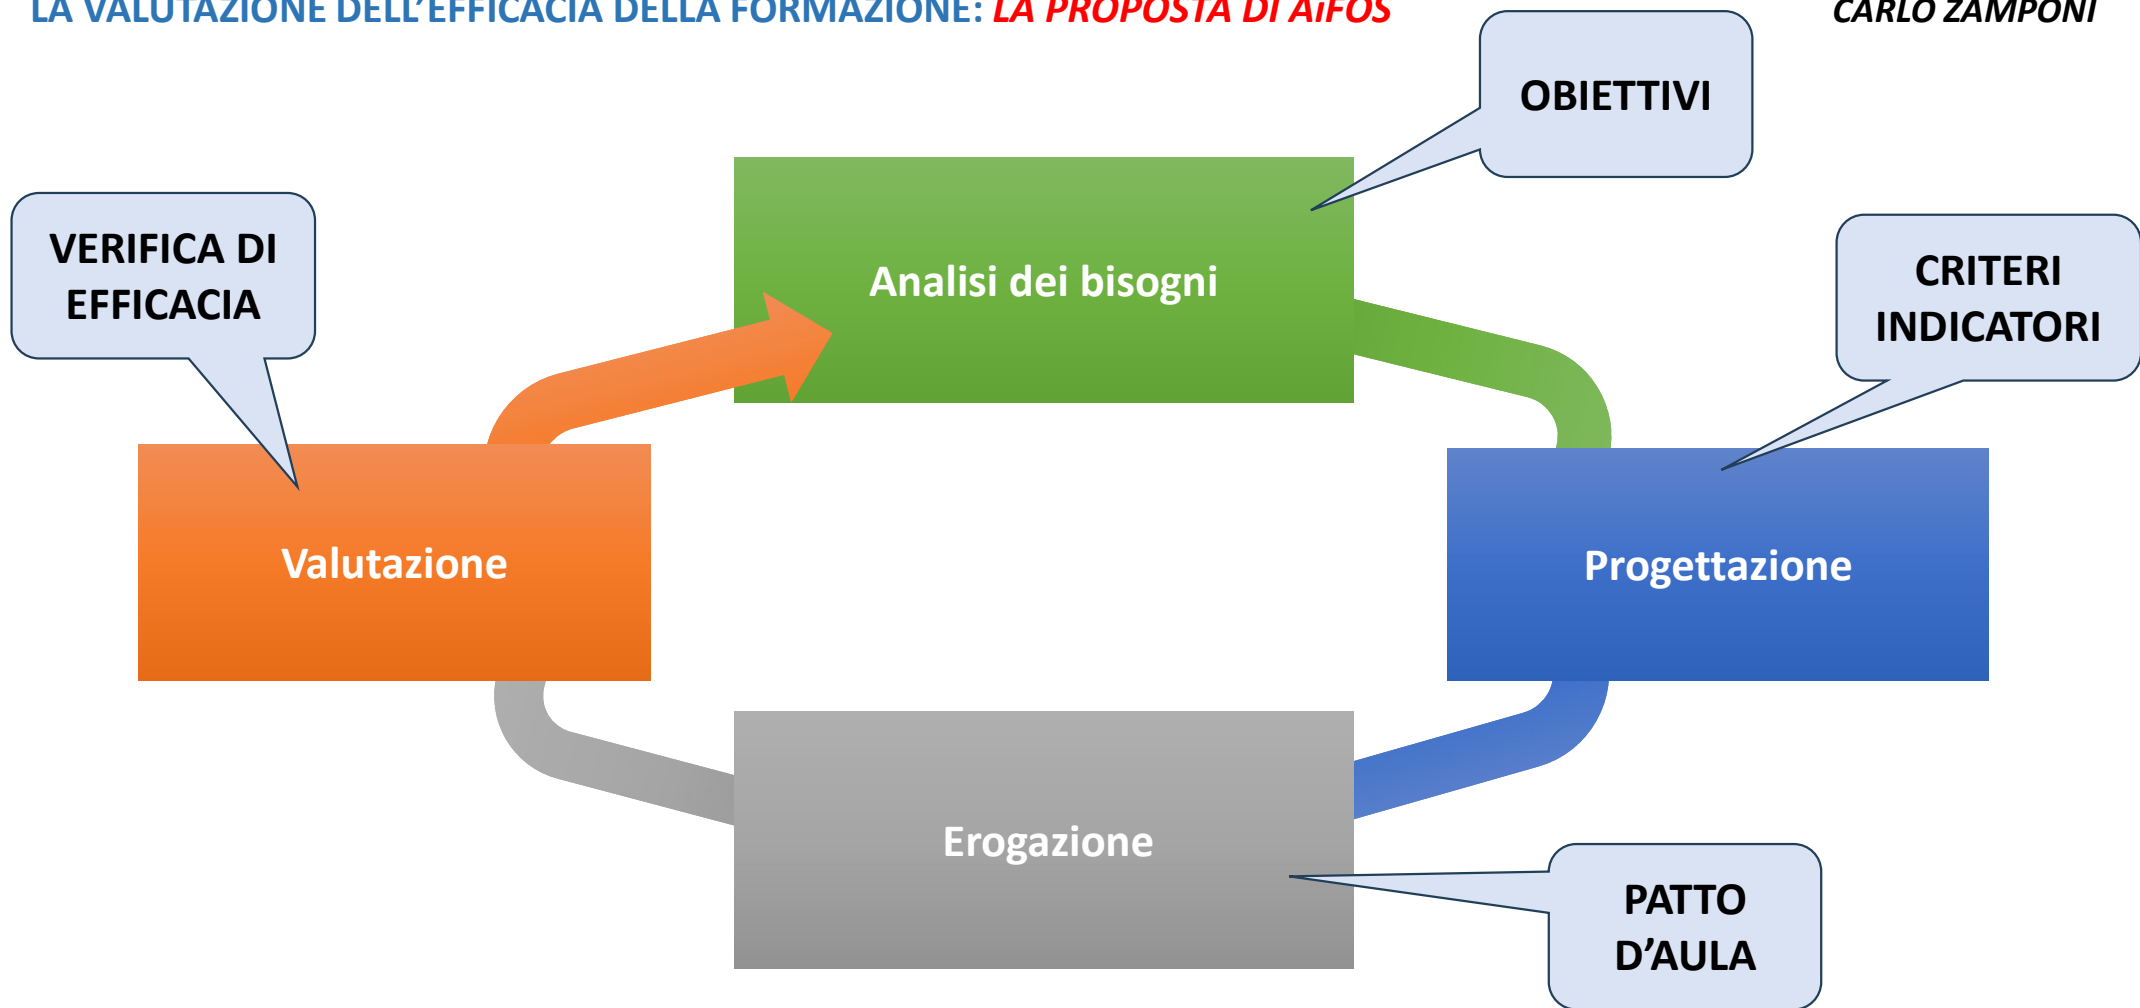 LA VALUTAZIONE DELL'EFFICACIA DELLA FORMAZIONE: LA PROPOSTA DI AiFOS
CARLO ZAMPONI
OBIETTIVI
VERIFICA DI
EFFICACIA
Analisi dei bisogni
CRITERI
INDICATORI
Valutazione
Progettazione
Erogazione
PATTO
D'AULA